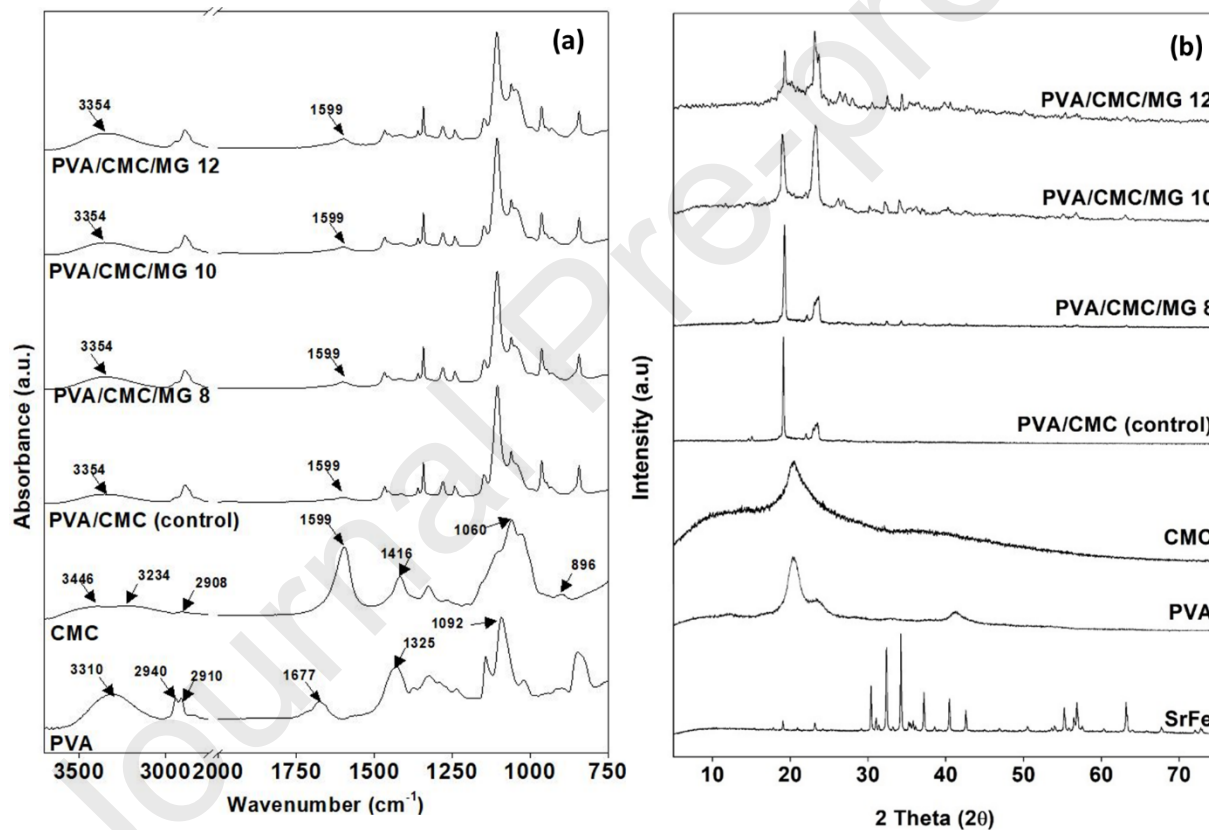 Journal Pre-pro
(a)
3354
1599
PVA/CMC/MG 12
3354
1599
PVA/CMC/MG 10
3354
1599
PVA/CMC/MG 8
3354
1599
PVA/CMC (control)
1599
1416
1060
896
3446
3234
2908
CMC
3310
2940
2910
1677
1325
1092
PVA
Absorbance (a.u.)
3500 3000 2000 1750 1500 1250 1000 750
Wavenumber (cm-1)
(b)
PVA/CMC/MG 12
PVA/CMC/MG 10
PVA/CMC/MG 8
PVA/CMC (control)
CMC
PVA
SrFe
Intensity (a.u)
10 20 30 40 50 60 70
2 Theta (2θ)